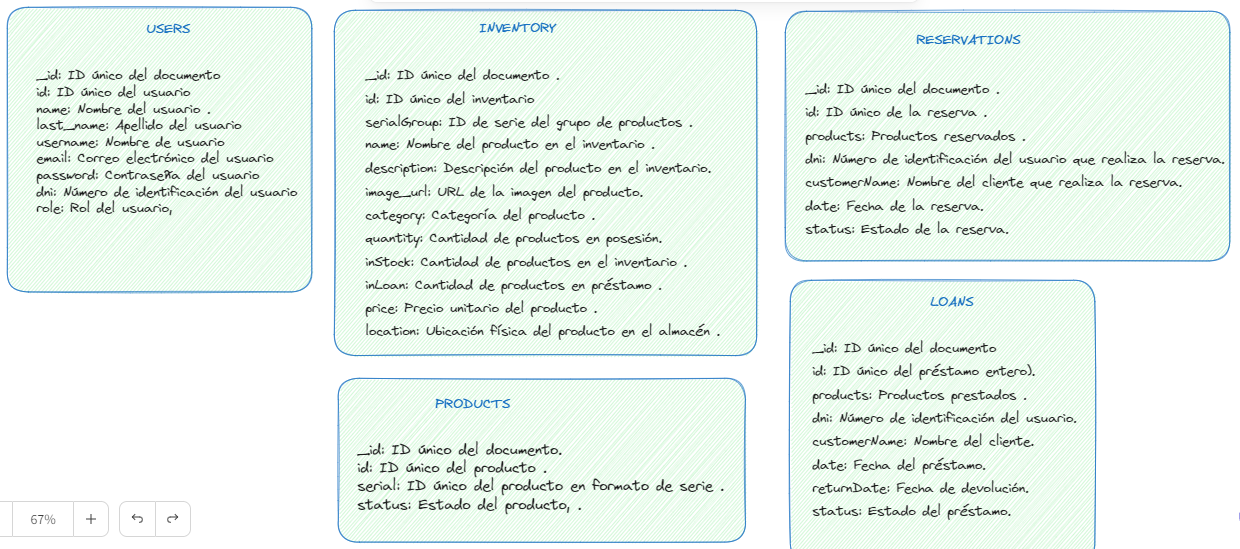 USERS
_id: ID único del documento
id: ID único del usuario
name: Nombre del usuario .
last_name: Apellido del usuario
username: Nombre de usuario
email: Correo electrónico del usuario
password: Contraseña del usuario
dni: Número de identificación del usuario
role: Rol del usuario,
INVENTORY
_id: ID único del documento .
id: ID único del inventario
serialGroup: ID de serie del grupo de productos .
name: Nombre del producto en el inventario .
description: Descripción del producto en el inventario.
image_url: URL de la imagen del producto.
category: Categoría del producto .
quantity: Cantidad de productos en posesión.
inStock: Cantidad de productos en el inventario .
inLoan: Cantidad de productos en préstamo .
price: Precio unitario del producto .
location: Ubicación física del producto en el almacén .
PRODUCTS
_id: ID único del documento.
id: ID único del producto .
serial: ID único del producto en formato de serie .
status: Estado del producto, .
RESERVATIONS
_id: ID único del documento .
id: ID único de la reserva .
products: Productos reservados .
dni: Número de identificación del usuario que realiza la reserva.
customerName: Nombre del cliente que realiza la reserva.
date: Fecha de la reserva.
status: Estado de la reserva.
LOANS
_id: ID único del documento
id: ID único del préstamo entero).
products: Productos prestados .
dni: Número de identificación del usuario.
customerName: Nombre del cliente.
date: Fecha del préstamo.
returnDate: Fecha de devolución.
status: Estado del préstamo.
67%